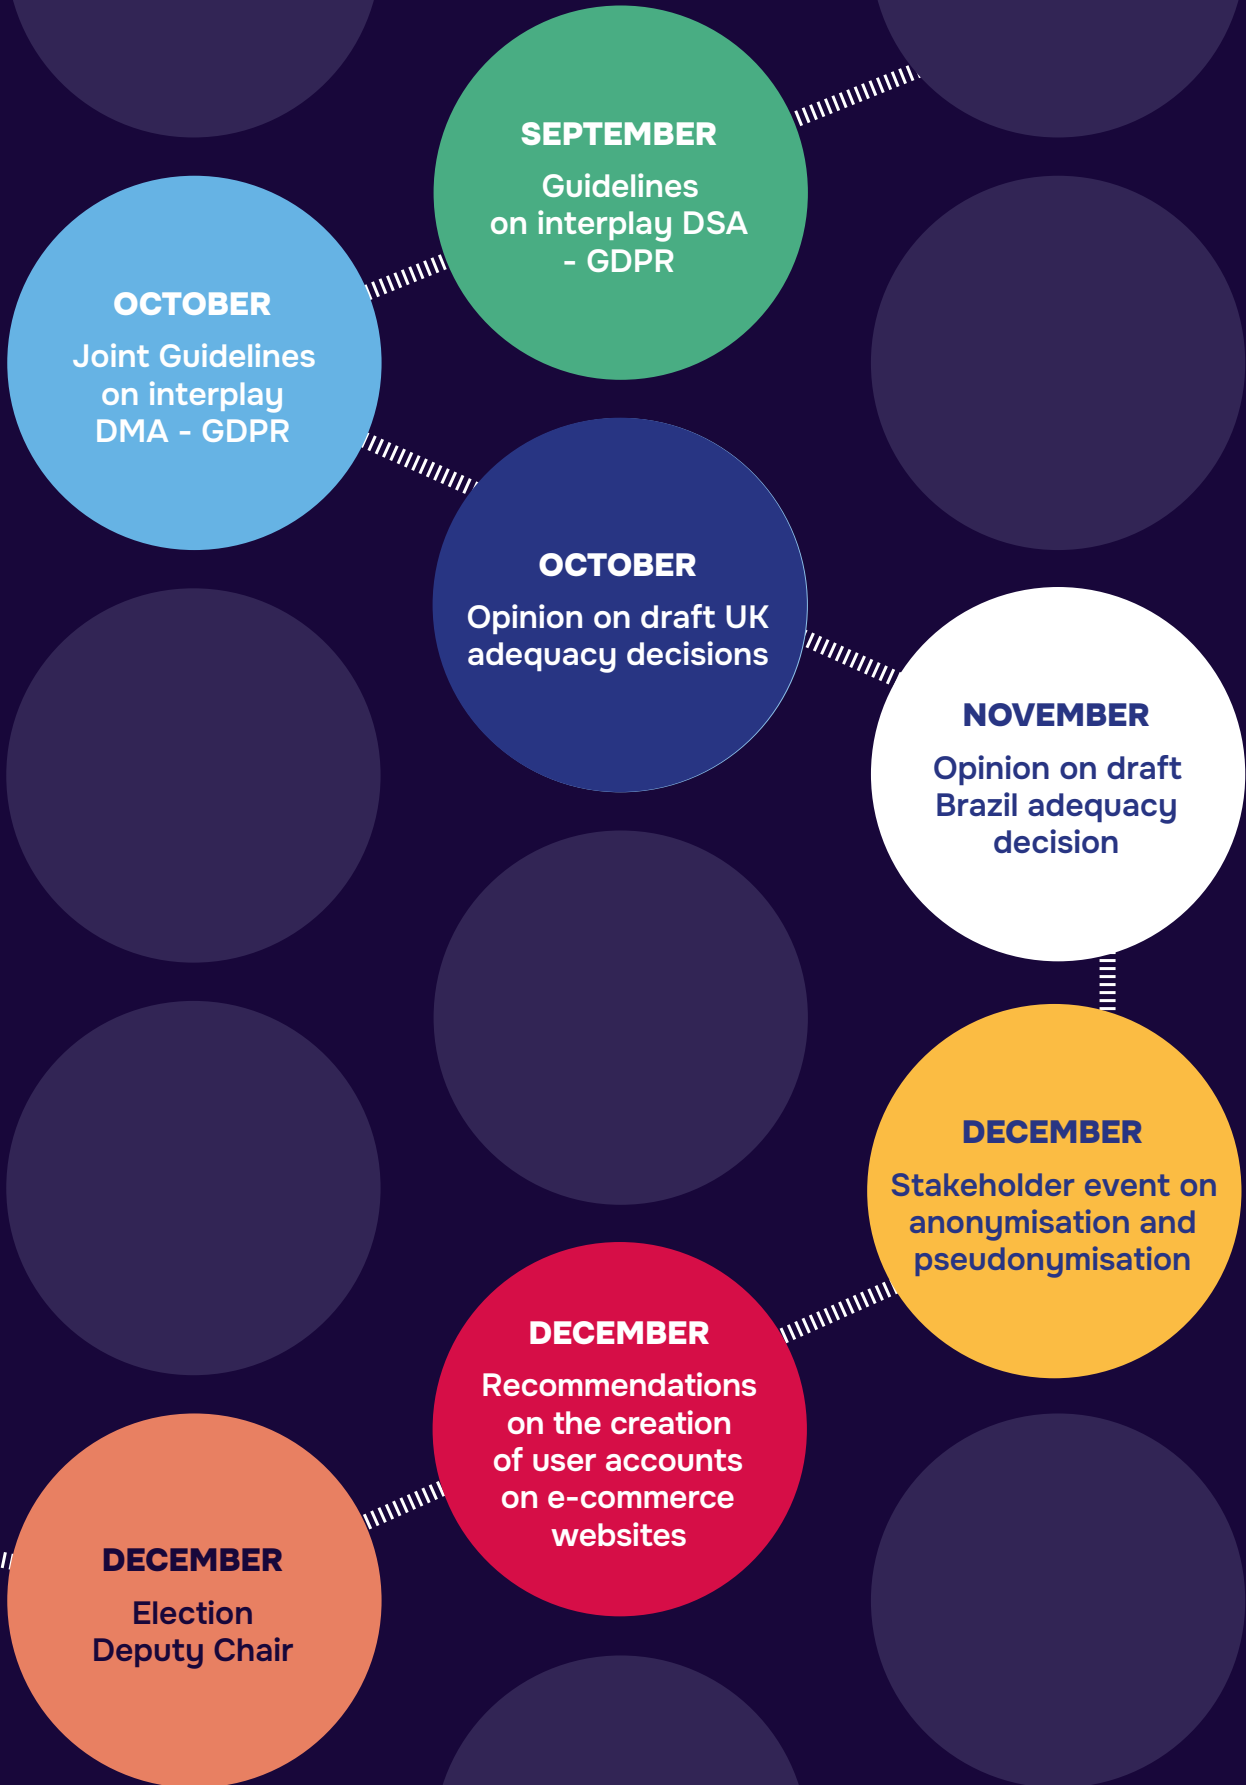 SEPTEMBER
Guidelines
on interplay DSA
- GDPR
OCTOBER
Joint Guidelines
on interplay
DMA - GDPR
OCTOBER
Opinion on draft UK
adequacy decisions
NOVEMBER
Opinion on draft
Brazil adequacy
decision
DECEMBER
Stakeholder event on
anonymisation and
pseudonymisation
DECEMBER
Recommendations
on the creation
of user accounts
on e-commerce
websites
DECEMBER
Election
Deputy Chair